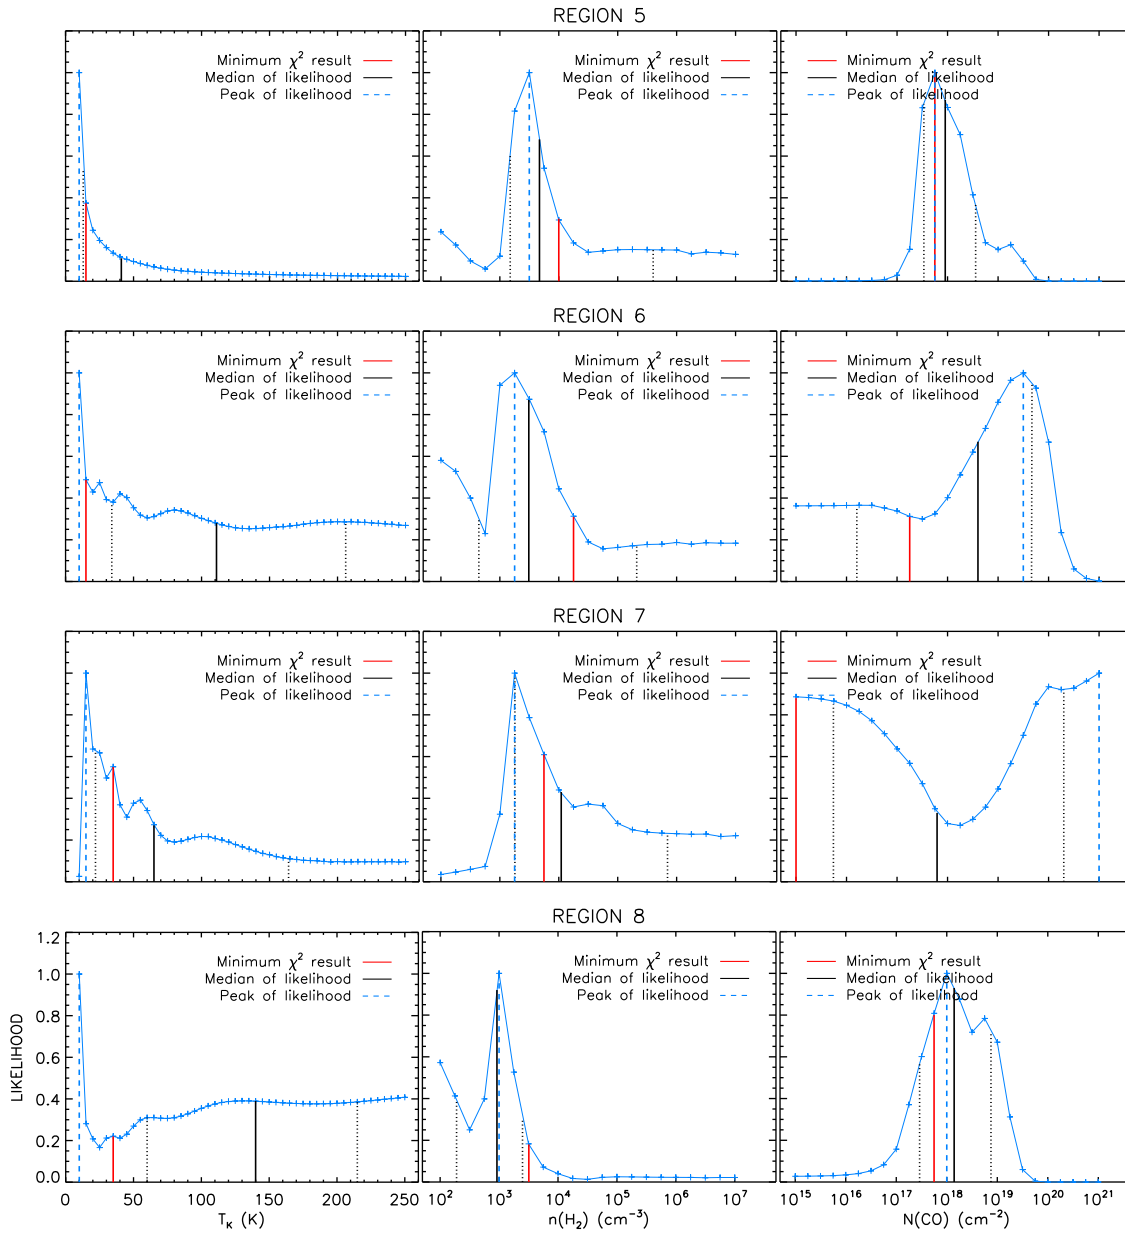 REGION 5
Minimum χ² result
Median of likelihood
Peak of likelihood
Minimum χ² result
Median of likelihood
Peak of likelihood
Minimum χ² result
Median of likelihood
Peak of likelihood
REGION 6
Minimum χ² result
Median of likelihood
Peak of likelihood
Minimum χ² result
Median of likelihood
Peak of likelihood
Minimum χ² result
Median of likelihood
Peak of likelihood
REGION 7
Minimum χ² result
Median of likelihood
Peak of likelihood
Minimum χ² result
Median of likelihood
Peak of likelihood
Minimum χ² result
Median of likelihood
Peak of likelihood
REGION 8
Minimum χ² result
Median of likelihood
Peak of likelihood
Minimum χ² result
Median of likelihood
Peak of likelihood
Minimum χ² result
Median of likelihood
Peak of likelihood
LIKELIHOOD
1.2
1.0
0.8
0.6
0.4
0.2
0.0
0 50 100 150 200 250
10² 10³ 10⁴ 10⁵ 10⁶ 10⁷
10¹⁵ 10¹⁶ 10¹⁷ 10¹⁸ 10¹⁹ 10²⁰ 10²¹
T_K (K)
n(H₂) (cm⁻³)
N(CO) (cm⁻²)